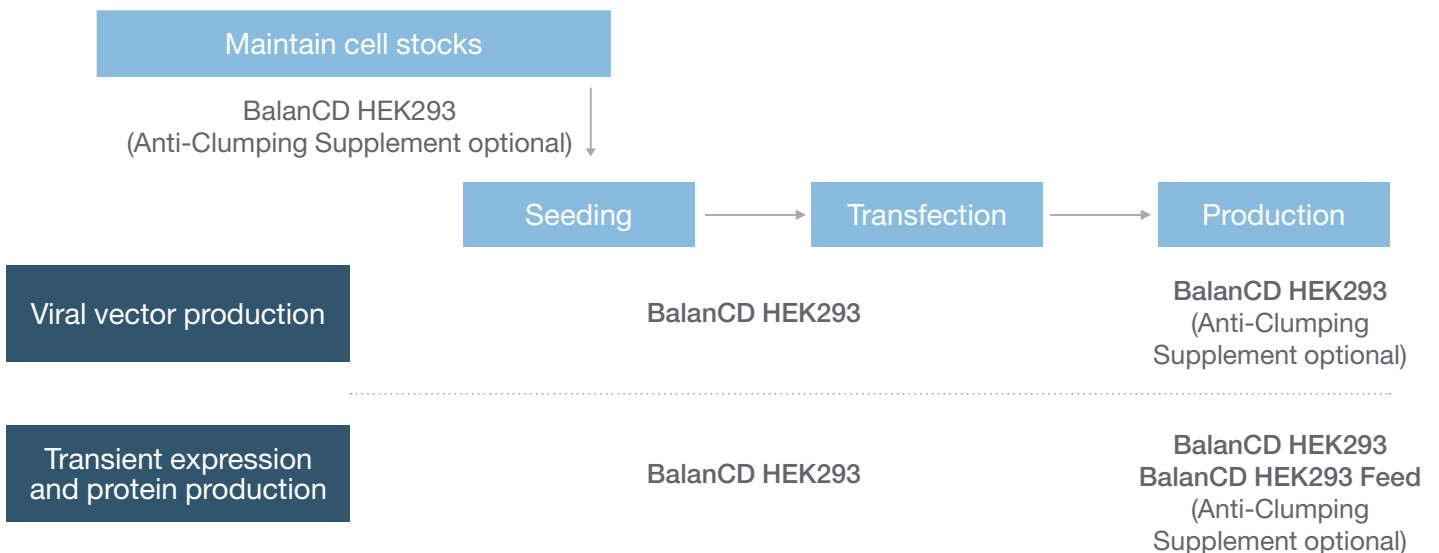 Maintain cell stocks
BalanCD HEK293
(Anti-Clumping Supplement optional)
Seeding
Transfection
Production
Viral vector production
BalanCD HEK293
BalanCD HEK293
(Anti-Clumping
Supplement optional)
Transient expression
and protein production
BalanCD HEK293
BalanCD HEK293
BalanCD HEK293 Feed
(Anti-Clumping
Supplement optional)